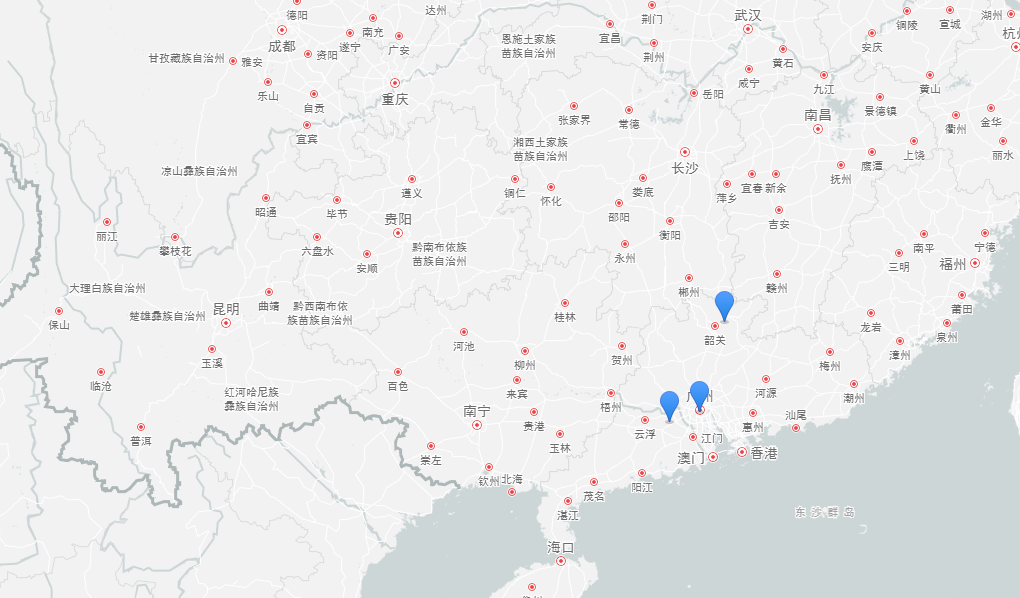 德阳
达州
荆门
武汉
铜陵
宣城
湖州
成都
南充
遂宁
广安
资阳
甘孜藏族自治州
雅安
恩施土家族
苗族自治州
宜昌
荆州
黄石
安庆
乐山
自贡
重庆
咸宁
九江
黄山
岳阳
景德镇
宜宾
张家界
常德
南昌
衢州
金华
湘西土家族
苗族自治州
长沙
鹰潭
上饶
丽水
凉山彝族自治州
遵义
铜仁
怀化
娄底
萍乡
宜春
新余
抚州
昭通
毕节
贵阳
邵阳
吉安
丽江
攀枝花
六盘水
安顺
黔南布依族
苗族自治州
衡阳
永州
南平
宁德
三明
福州
大理白族自治州
郴州
赣州
保山
楚雄彝族自治州
昆明
曲靖
黔西南布依
族苗族自治州
桂林
莆田
龙岩
泉州
韶关
玉溪
河池
柳州
贺州
漳州
梅州
临沧
红河哈尼族
彝族自治州
百色
来宾
梧州
河源
潮州
南宁
贵港
云浮
惠州
汕尾
普洱
崇左
玉林
江门
澳门
香港
钦州
北海
茂名
阳江
湛江
东沙群岛
海口